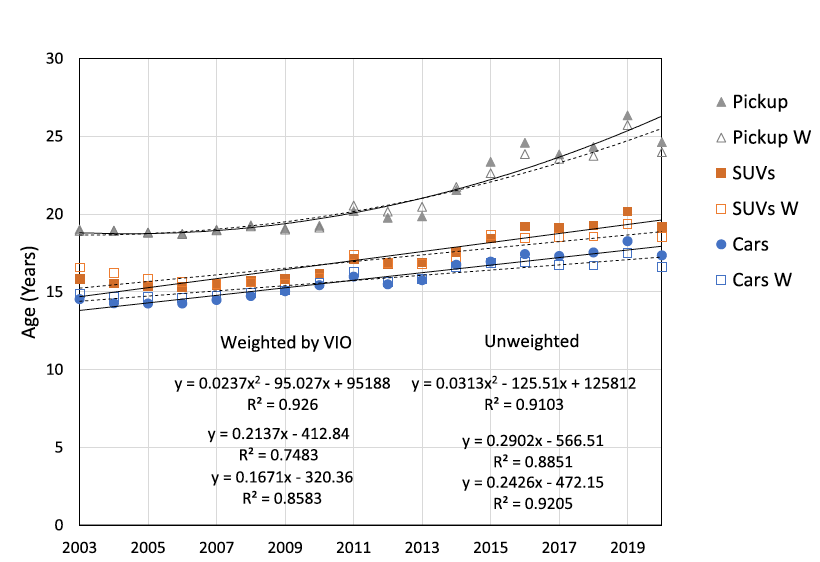 30
25
20
15
10
5
0
Age (Years)
2003 2005 2007 2009 2011 2013 2015 2017 2019
Weighted by VIO
y = 0.0237x² - 95.027x + 95188
R² = 0.926
y = 0.2137x - 412.84
R² = 0.7483
y = 0.1671x - 320.36
R² = 0.8583
Unweighted
y = 0.0313x² - 125.51x + 125812
R² = 0.9103
y = 0.2902x - 566.51
R² = 0.8851
y = 0.2426x - 472.15
R² = 0.9205
Pickup
Pickup W
SUVs
SUVs W
Cars
Cars W